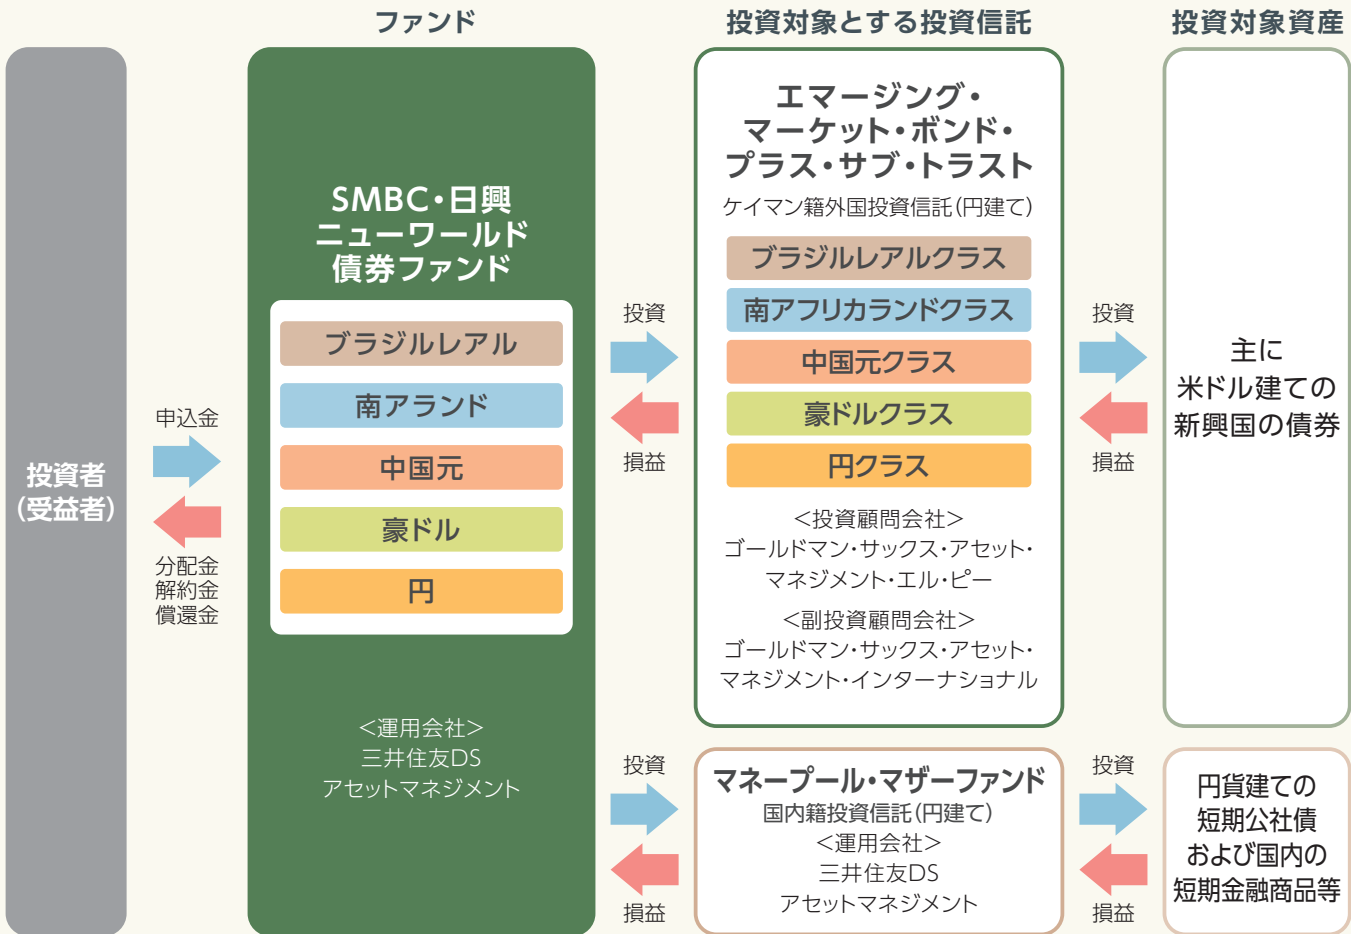 ファンド
投資対象とする投資信託
投資対象資産
投資者
(受益者)
申込金
分配金
解約金
償還金
SMBC・日興
ニューワールド
債券ファンド
ブラジルレアル
南アランド
中国元
豪ドル
円
<運用会社>
三井住友DS
アセットマネジメント
投資
損益
エマージング・
マーケット・ボンド・
プラス・サブ・トラスト
ケイマン籍外国投資信託(円建て)
ブラジルレアルクラス
南アフリカランドクラス
中国元クラス
豪ドルクラス
円クラス
<投資顧問会社>
ゴールドマン・サックス・アセット・
マネジメント・エル・ピー
<副投資顧問会社>
ゴールドマン・サックス・アセット・
マネジメント・インターナショナル
投資
損益
主に
米ドル建ての
新興国の債券
投資
損益
マネープール・マザーファンド
国内籍投資信託(円建て)
<運用会社>
三井住友DS
アセットマネジメント
投資
損益
円貨建ての
短期公社債
および国内の
短期金融商品等